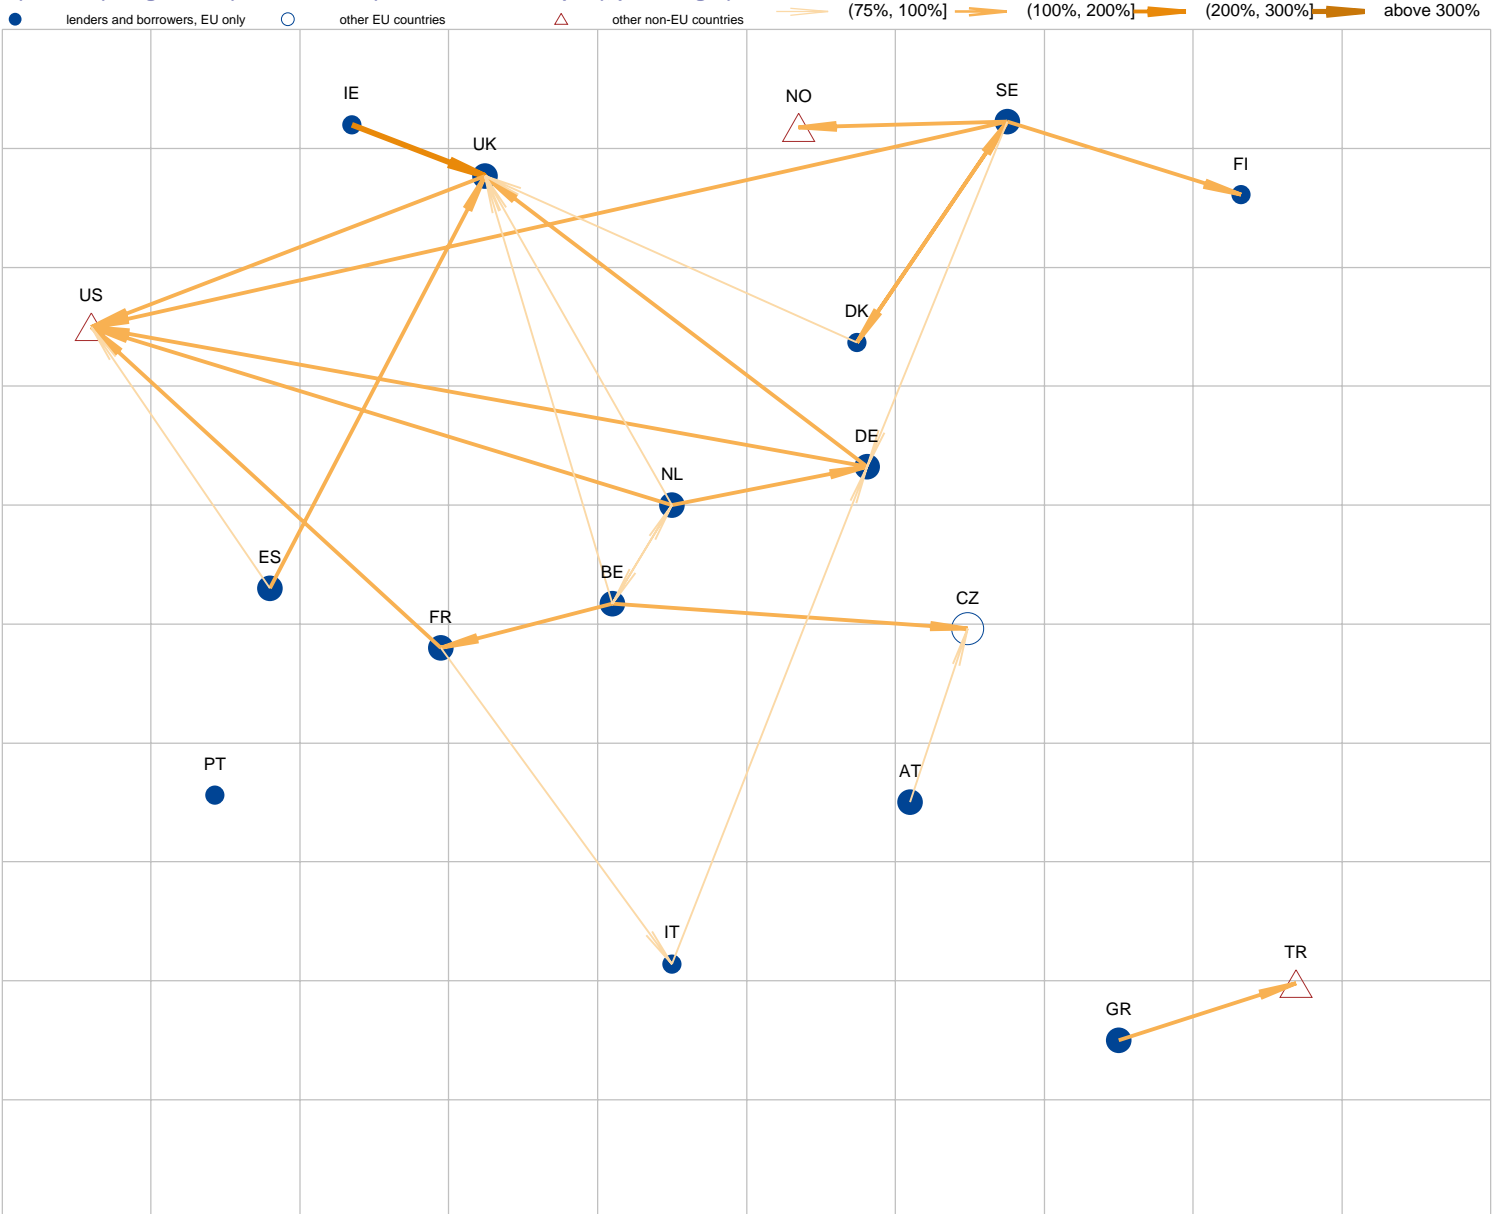 lenders and borrowers, EU only other EU countries other non-EU countries (75%, 100%] (100%, 200%] (200%, 300%] above 300%
IE
NO
SE
UK
FI
US
DK
DE
NL
ES
BE
CZ
FR
PT
AT
IT
TR
GR